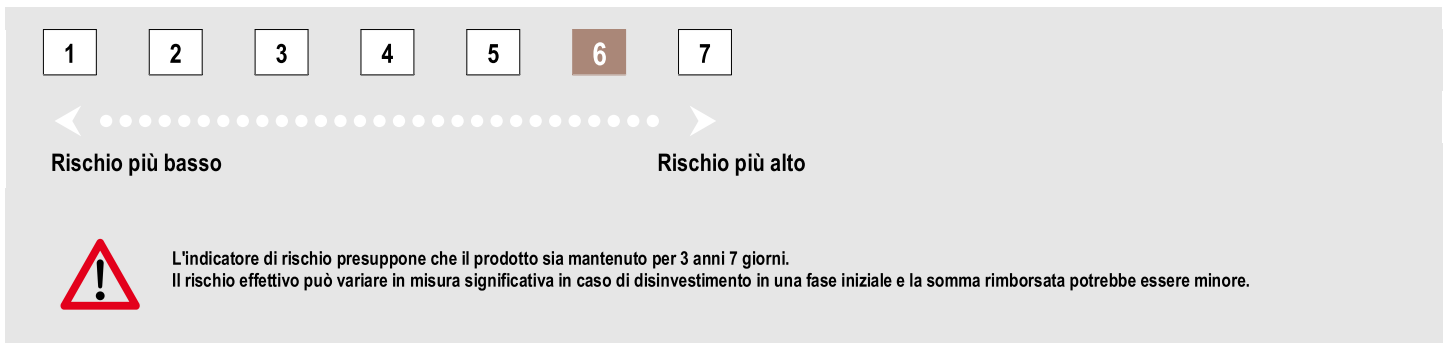 1 2 3 4 5 6 7
Rischio più basso Rischio più alto
L'indicatore di rischio presuppone che il prodotto sia mantenuto per 3 anni 7 giorni.
Il rischio effettivo può variare in misura significativa in caso di disinvestimento in una fase iniziale e la somma rimborsata potrebbe essere minore.